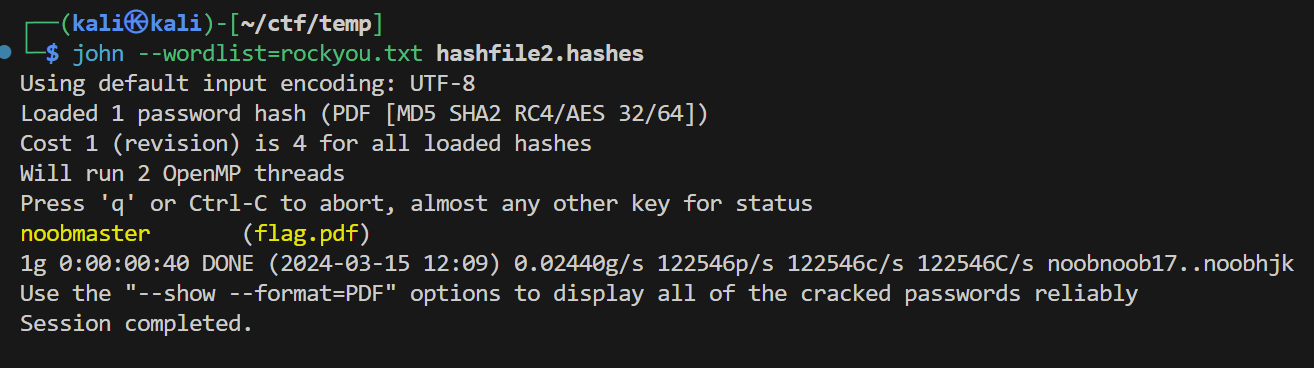 ┌──(kali㉿kali)-[~/ctf/temp]
└─$ john --wordlist=rockyou.txt hashfile2.hashes
Using default input encoding: UTF-8
Loaded 1 password hash (PDF [MD5 SHA2 RC4/AES 32/64])
Cost 1 (revision) is 4 for all loaded hashes
Will run 2 OpenMP threads
Press 'q' or Ctrl-C to abort, almost any other key for status
noobmaster       (flag.pdf)
1g 0:00:00:40 DONE (2024-03-15 12:09) 0.02440g/s 122546p/s 122546c/s 122546C/s noobnoob17..noobhjk
Use the "--show --format=PDF" options to display all of the cracked passwords reliably
Session completed.